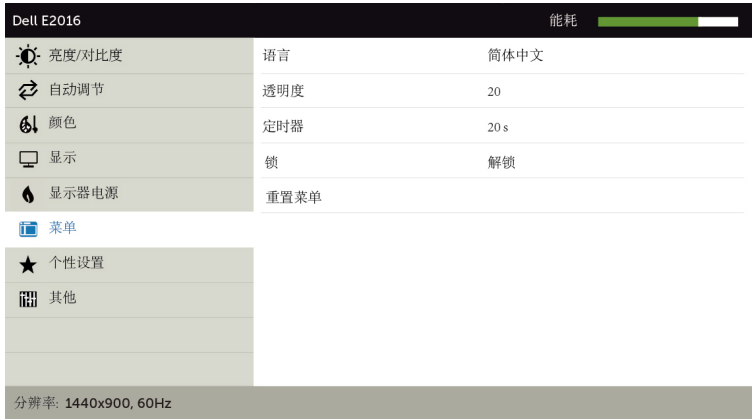 Dell E2016 能耗
亮度/对比度 语言 简体中文
自动调节 透明度 20
颜色 定时器 20 s
显示 锁 解锁
显示器电源 重置菜单
菜单
个性设置
其他
分辨率: 1440x900, 60Hz